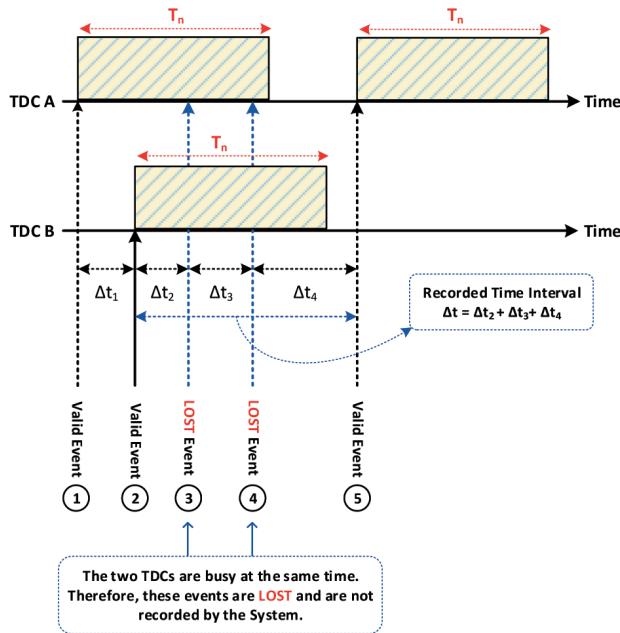 Tn
Tn
TDC A
Time
Tn
TDC B
Time
Δt1
Δt2
Δt3
Δt4
Recorded Time Interval
Δt = Δt2 + Δt3+ Δt4
Valid Event
Valid Event
LOST Event
LOST Event
Valid Event
1
2
3
4
5
The two TDCs are busy at the same time.
Therefore, these events are LOST and are not
recorded by the System.